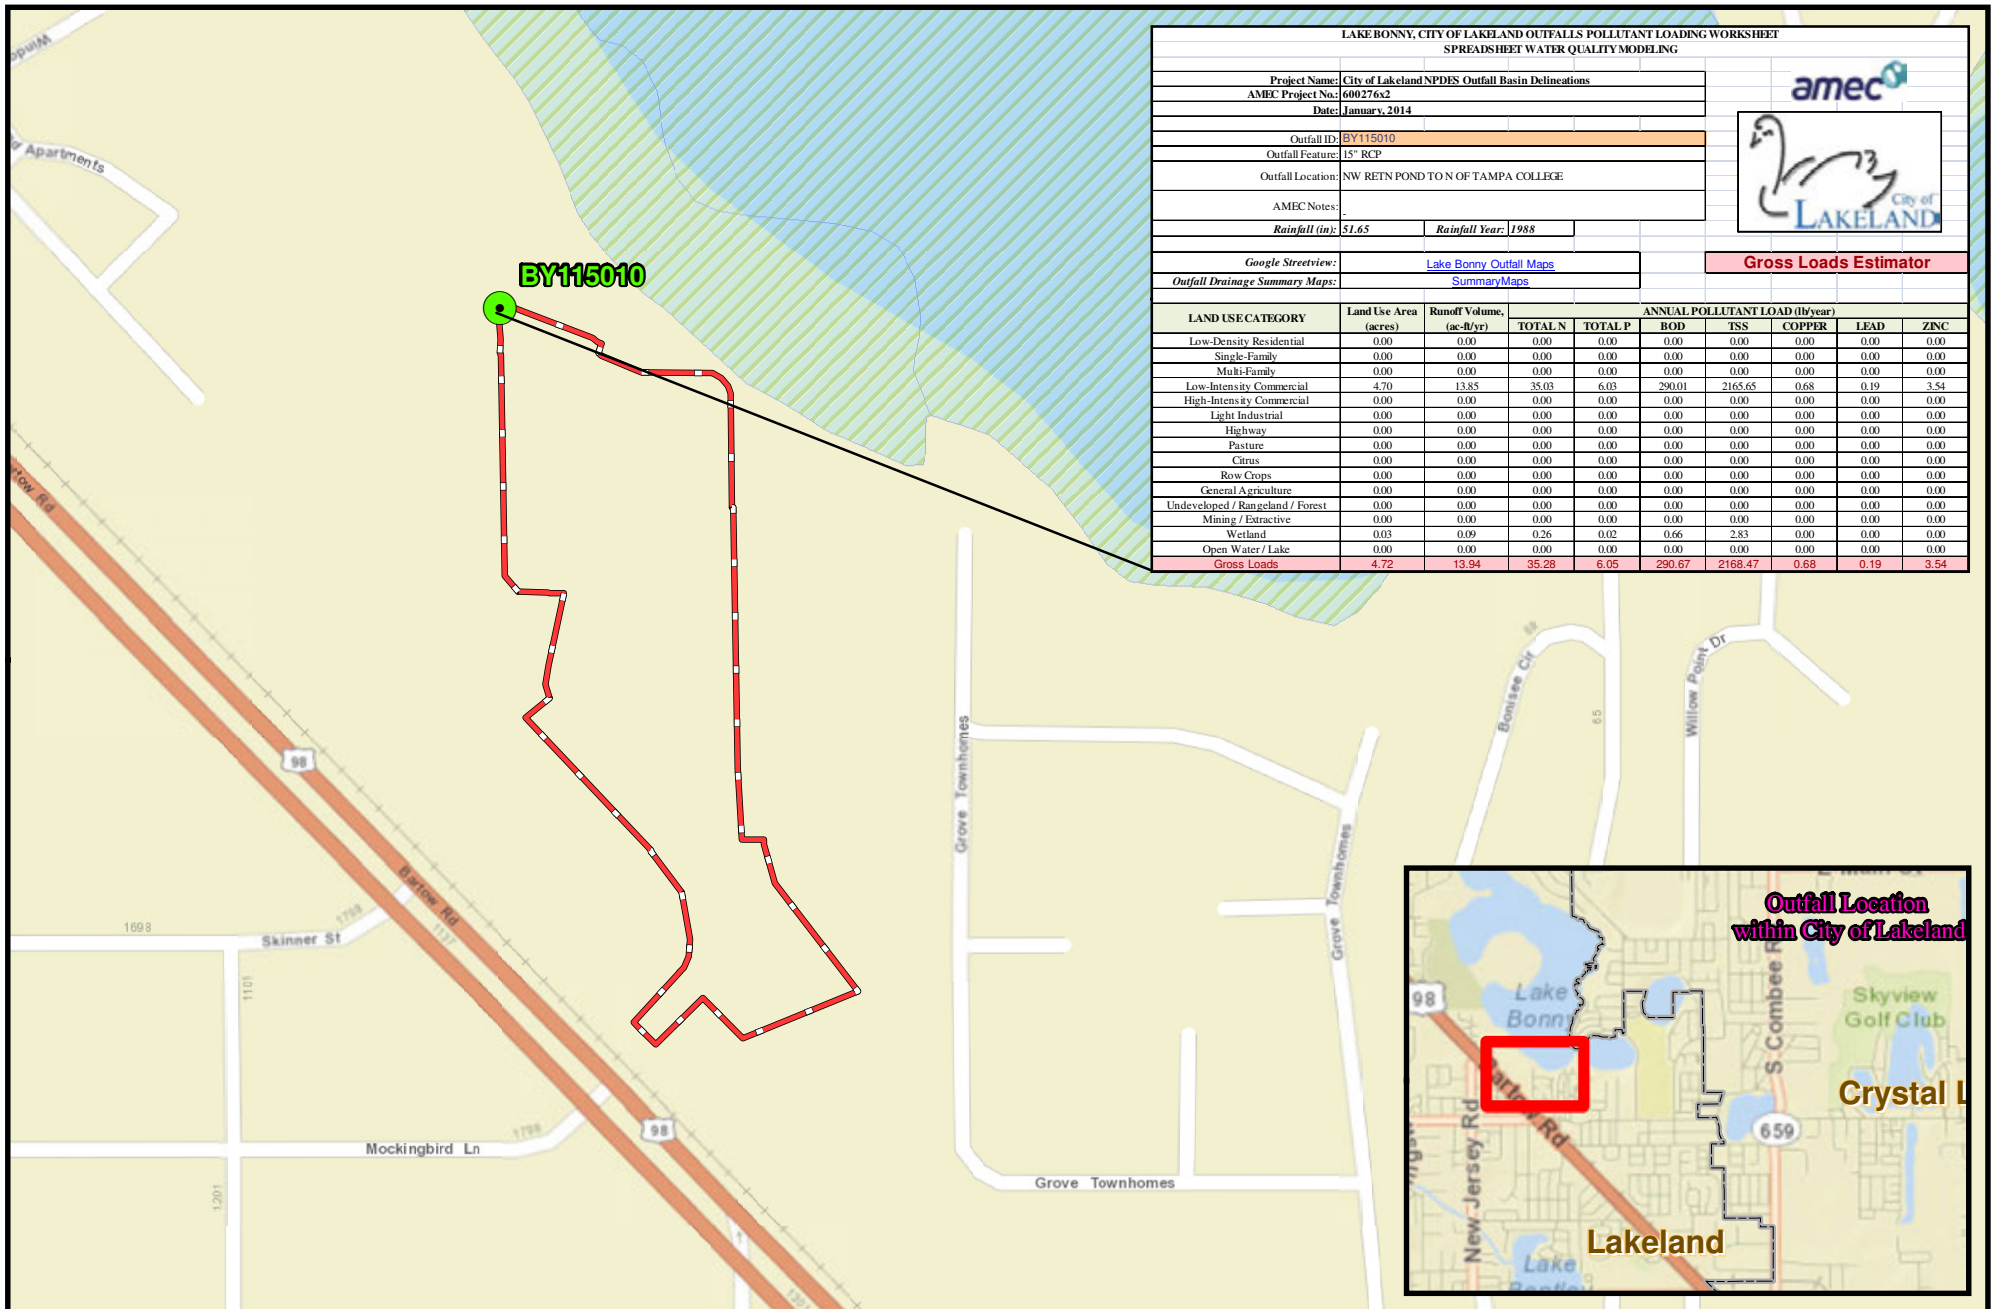 LAKE BONNY, CITY OF LAKELAND OUTFALLS POLLUTANT LOADING WORKSHEET
SPREADSHEET WATER QUALITY MODELING
Project Name: City of Lakeland NPDES Outfall Basin Delineations
AMEC Project No.: 600276x2
Date: January, 2014
amec
Outfall ID: BY115010
Outfall Feature: 15" RCP
Outfall Location: NW RETN POND TO N OF TAMPA COLLEGE
AMEC Notes: -
City of
LAKELAND
Rainfall (in): 51.65 Rainfall Year: 1988
Google Streetview: Lake Bonny Outfall Maps
Gross Loads Estimator
Outfall Drainage Summary Maps: SummaryMaps
LAND USE CATEGORY Land Use Area (acres) Runoff Volume, (ac-ft/yr) ANNUAL POLLUTANT LOAD (lb/year)
TOTAL N TOTAL P BOD TSS COPPER LEAD ZINC
Low-Density Residential 0.00 0.00 0.00 0.00 0.00 0.00 0.00 0.00 0.00
Single-Family 0.00 0.00 0.00 0.00 0.00 0.00 0.00 0.00 0.00
Multi-Family 0.00 0.00 0.00 0.00 0.00 0.00 0.00 0.00 0.00
Low-Intensity Commercial 4.70 13.85 35.03 6.03 290.01 2165.65 0.68 0.19 3.54
High-Intensity Commercial 0.00 0.00 0.00 0.00 0.00 0.00 0.00 0.00 0.00
Light Industrial 0.00 0.00 0.00 0.00 0.00 0.00 0.00 0.00 0.00
Highway 0.00 0.00 0.00 0.00 0.00 0.00 0.00 0.00 0.00
Pasture 0.00 0.00 0.00 0.00 0.00 0.00 0.00 0.00 0.00
Citrus 0.00 0.00 0.00 0.00 0.00 0.00 0.00 0.00 0.00
Row Crops 0.00 0.00 0.00 0.00 0.00 0.00 0.00 0.00 0.00
General Agriculture 0.00 0.00 0.00 0.00 0.00 0.00 0.00 0.00 0.00
Undeveloped / Rangeland / Forest 0.00 0.00 0.00 0.00 0.00 0.00 0.00 0.00 0.00
Mining / Extractive 0.00 0.00 0.00 0.00 0.00 0.00 0.00 0.00 0.00
Wetland 0.03 0.09 0.26 0.02 0.66 2.83 0.00 0.00 0.00
Open Water / Lake 0.00 0.00 0.00 0.00 0.00 0.00 0.00 0.00 0.00
Gross Loads 4.72 13.94 35.28 6.05 290.67 2168.47 0.68 0.19 3.54
Apartments
BY115010
98
Bartow Rd
1137
1698
1798
Skinner St
1101
1798
Mockingbird Ln
1201
98
Grove Townhomes
Grove Townhomes
Grove Townhomes
Bonisee Cir
65
Willow Point Dr
Outfall Location
within City of Lakeland
98
Lake
Bonny
Skyview
Golf Club
S Combee R
Crystal L
Bartow Rd
659
New Jersey Rd
Lakeland
Lake